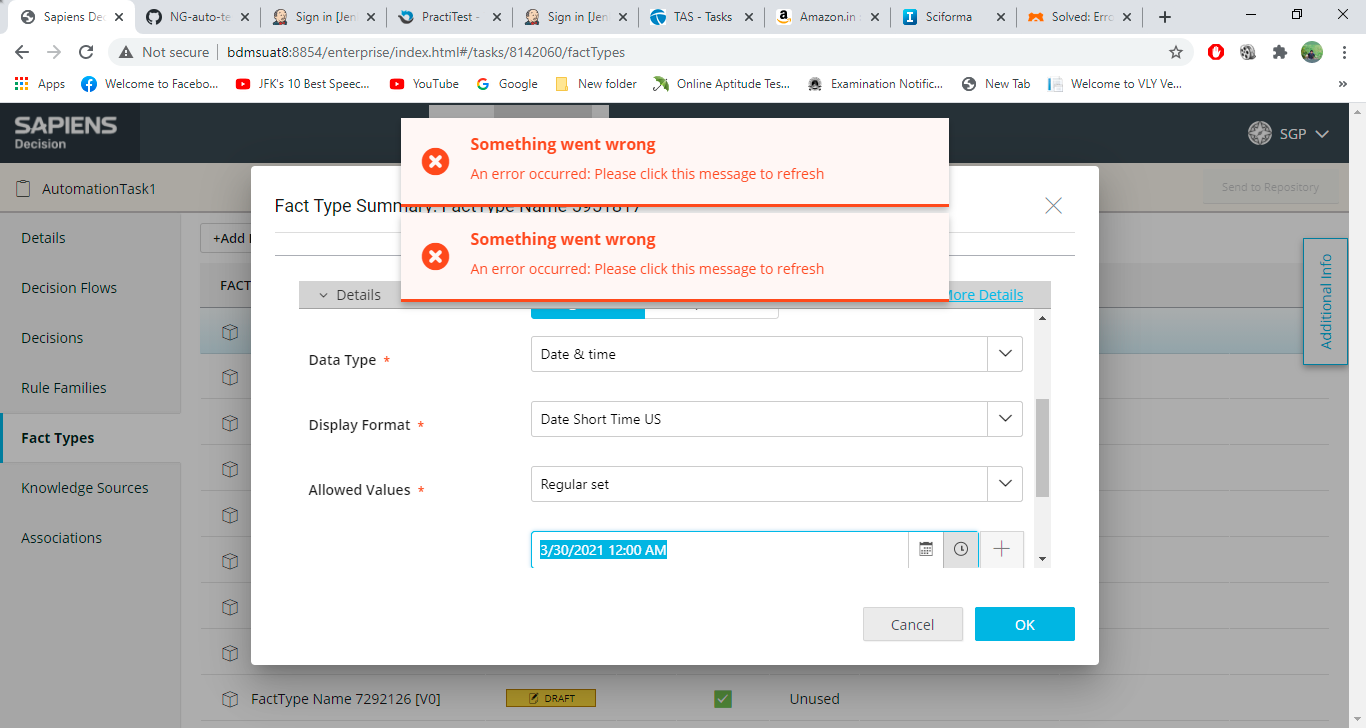 Sapiens De
NG-auto-te
Sign in [Jen
PractiTest -
Sign in [Jen
TAS - Tasks
Amazon.in
Sciforma
Solved: Erro
Not secure
bdmsuat8:8854/enterprise/index.html#/tasks/8142060/factTypes
Apps
Welcome to Facebo...
JFK's 10 Best Speec...
YouTube
Google
New folder
Online Aptitude Tes...
Examination Notific...
New Tab
Welcome to VLY Ve...
»
SAPIENS
Decision
SGP
AutomationTask1
Send to Repository
Something went wrong
An error occurred: Please click this message to refresh
Fact Type Summary:
Something went wrong
An error occurred: Please click this message to refresh
Details
Decision Flows
Decisions
Rule Families
Fact Types
Knowledge Sources
Associations
+Add
FACT
Additional Info
Details
More Details
Data Type *
Date & time
Display Format *
Date Short Time US
Allowed Values *
Regular set
3/30/2021 12:00 AM
Cancel
OK
FactType Name 7292126 [V0]
DRAFT
Unused